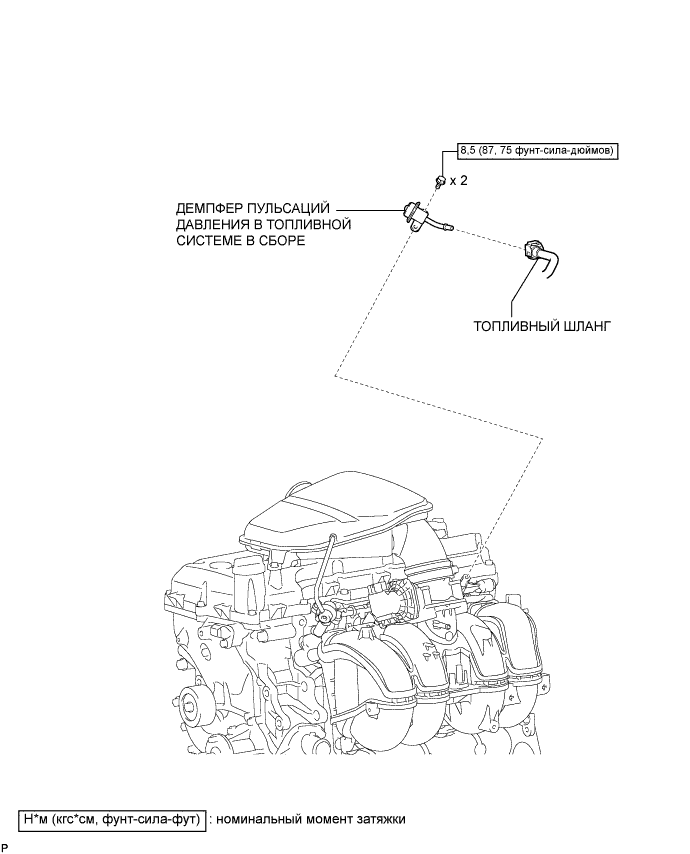 8,5 (87, 75 фунт-сила-дюймов)
x 2
ДЕМПФЕР ПУЛЬСАЦИЙ
ДАВЛЕНИЯ В ТОПЛИВНОЙ
СИСТЕМЕ В СБОРЕ
ТОПЛИВНЫЙ ШЛАНГ
Н*м (кгс*см, фунт-сила-фут) : номинальный момент затяжки
P